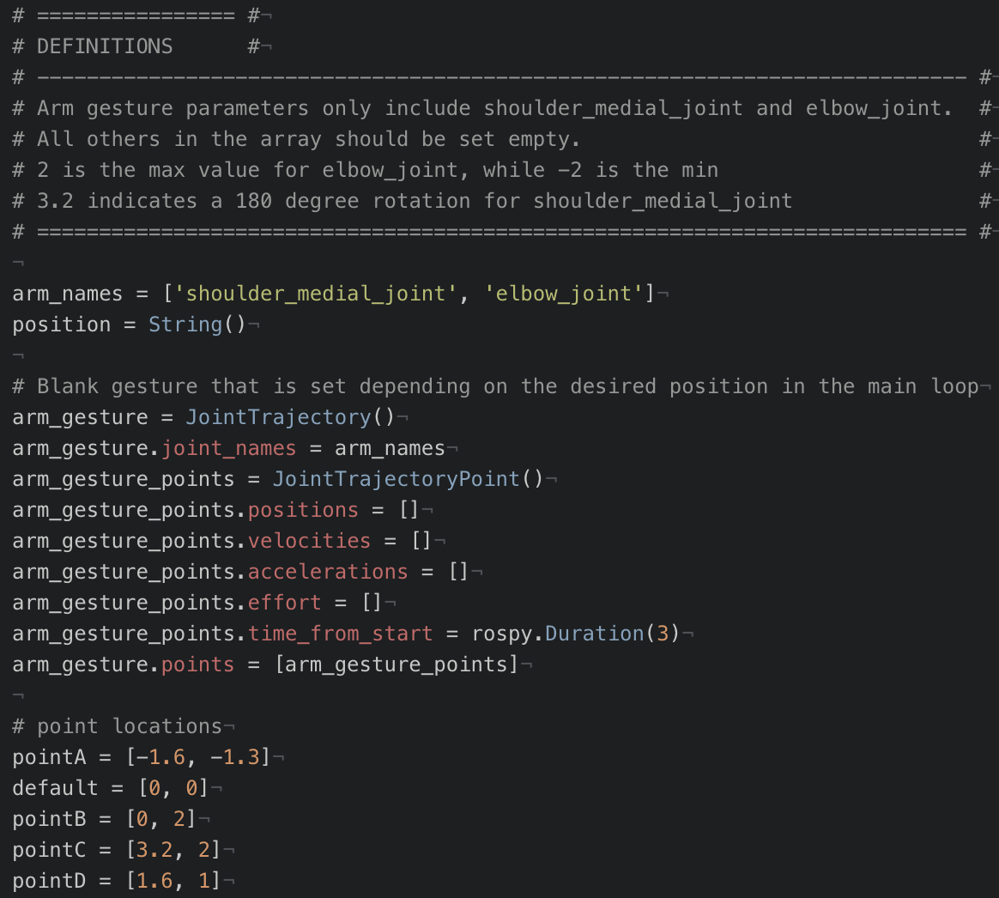 # ================ #¬
# DEFINITIONS      #¬
# --------------------------------------------------------------------------- #¬
# Arm gesture parameters only include shoulder_medial_joint and elbow_joint.  #¬
# All others in the array should be set empty.                                #¬
# 2 is the max value for elbow_joint, while -2 is the min                     #¬
# 3.2 indicates a 180 degree rotation for shoulder_medial_joint               #¬
# =========================================================================== #¬
¬
arm_names = ['shoulder_medial_joint', 'elbow_joint']¬
position = String()¬
¬
# Blank gesture that is set depending on the desired position in the main loop¬
arm_gesture = JointTrajectory()¬
arm_gesture.joint_names = arm_names¬
arm_gesture_points = JointTrajectoryPoint()¬
arm_gesture_points.positions = []¬
arm_gesture_points.velocities = []¬
arm_gesture_points.accelerations = []¬
arm_gesture_points.effort = []¬
arm_gesture_points.time_from_start = rospy.Duration(3)¬
arm_gesture.points = [arm_gesture_points]¬
¬
# point locations¬
pointA = [-1.6, -1.3]¬
default = [0, 0]¬
pointB = [0, 2]¬
pointC = [3.2, 2]¬
pointD = [1.6, 1]¬